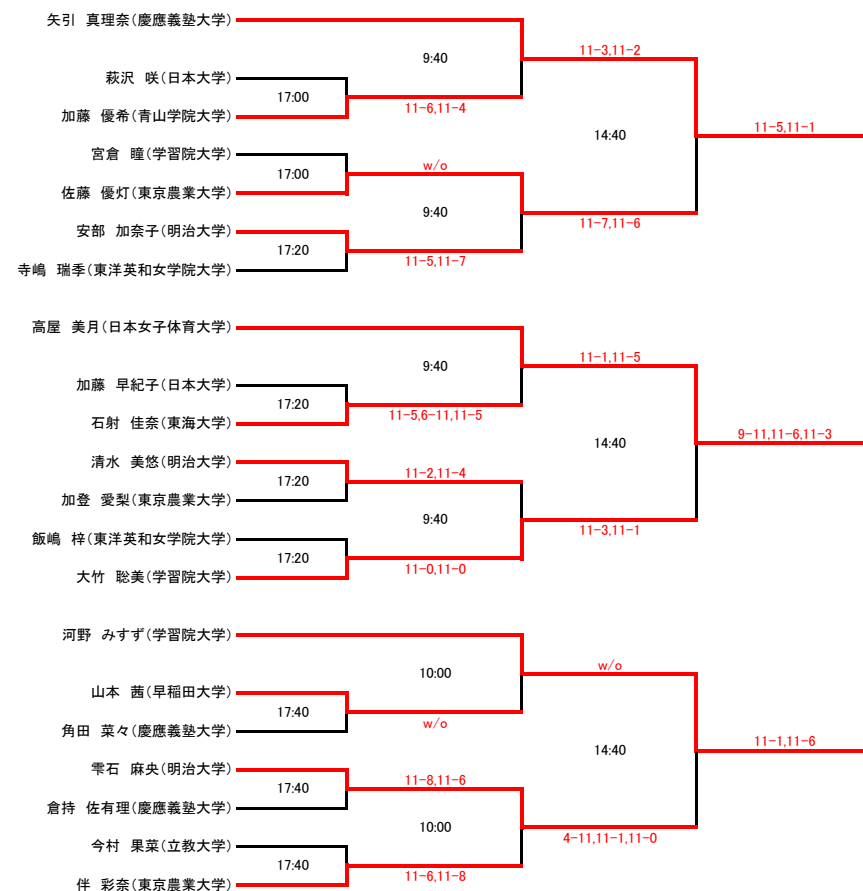 矢引 真理奈(慶應義塾大学)
11-3,11-2
9:40
萩沢 咲(日本大学)
17:00
11-6,11-4
加藤 優希(青山学院大学)
11-5,11-1
14:40
宮倉 瞳(学習院大学)
w/o
17:00
佐藤 優灯(東京農業大学)
9:40
11-7,11-6
安部 加奈子(明治大学)
17:20
11-5,11-7
寺嶋 瑞季(東洋英和女学院大学)
高屋 美月(日本女子体育大学)
11-1,11-5
9:40
加藤 早紀子(日本大学)
17:20
11-5,6-11,11-5
石射 佳奈(東海大学)
9-11,11-6,11-3
14:40
清水 美悠(明治大学)
11-2,11-4
17:20
加登 愛梨(東京農業大学)
9:40
11-3,11-1
飯嶋 梓(東洋英和女学院大学)
17:20
11-0,11-0
大竹 聡美(学習院大学)
河野 みすず(学習院大学)
w/o
10:00
山本 茜(早稲田大学)
17:40
w/o
角田 菜々(慶應義塾大学)
11-1,11-6
14:40
雫石 麻央(明治大学)
11-8,11-6
17:40
倉持 佐有理(慶應義塾大学)
10:00
4-11,11-1,11-0
今村 果菜(立教大学)
17:40
11-6,11-8
伴 彩奈(東京農業大学)